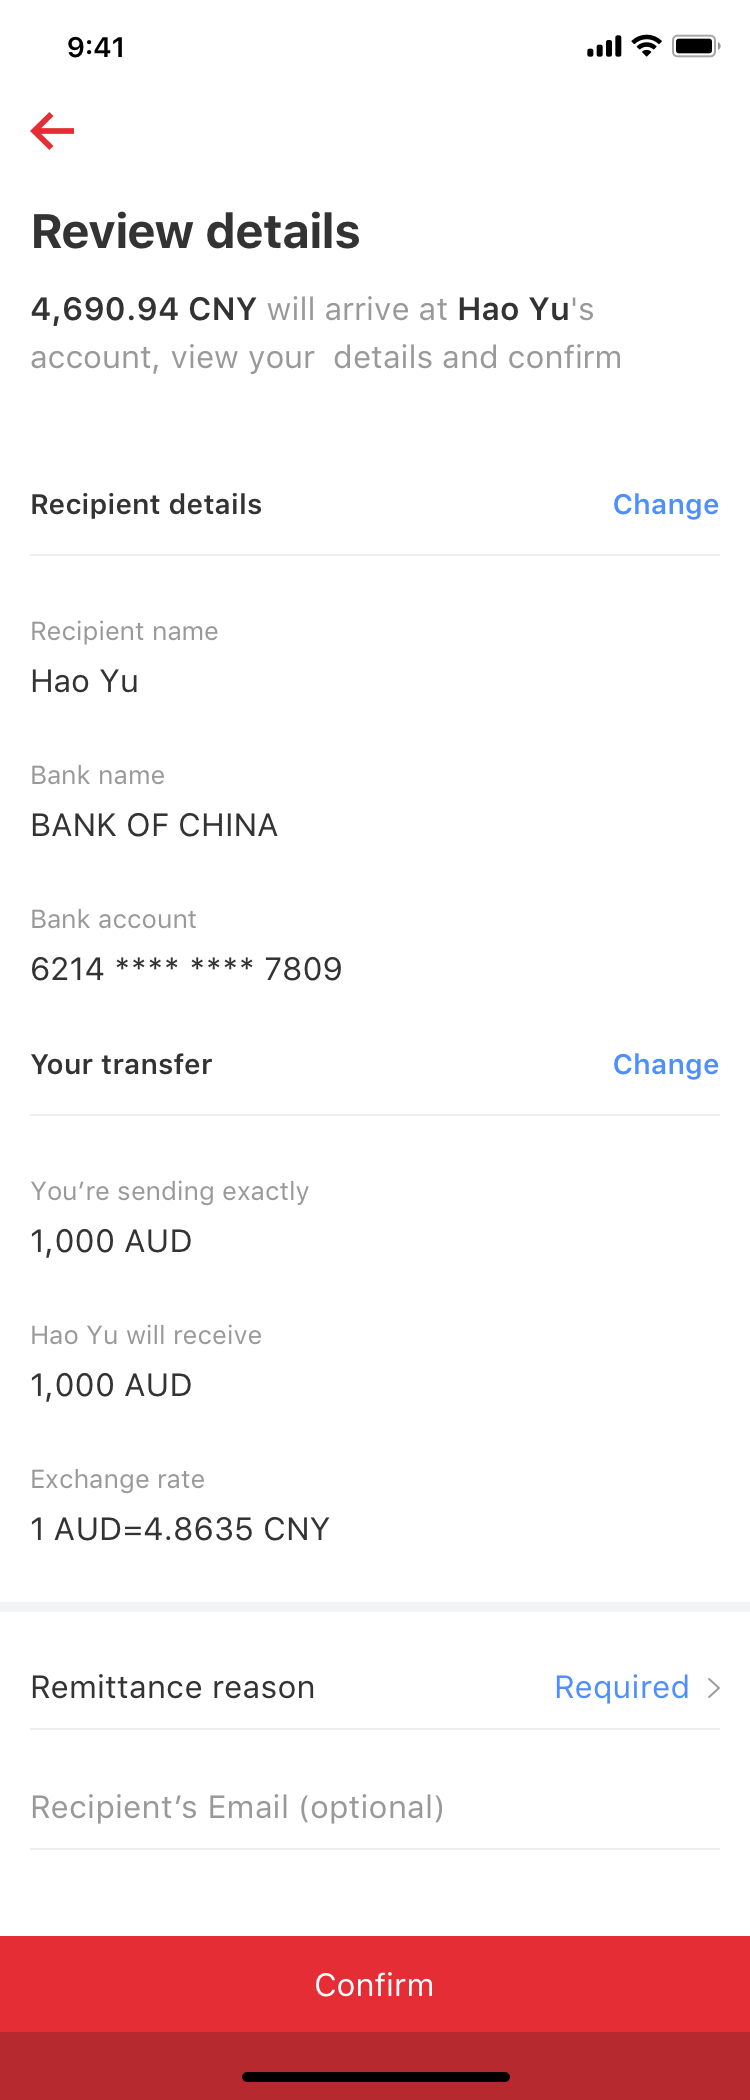 9:41
Review details
4,690.94 CNY will arrive at Hao Yu's
account, view your  details and confirm
Recipient details
Change
Recipient name
Hao Yu
Bank name
BANK OF CHINA
Bank account
6214 **** **** 7809
Your transfer
Change
You’re sending exactly
1,000 AUD
Hao Yu will receive
1,000 AUD
Exchange rate
1 AUD=4.8635 CNY
Remittance reason
Required
Recipient’s Email (optional)
Confirm